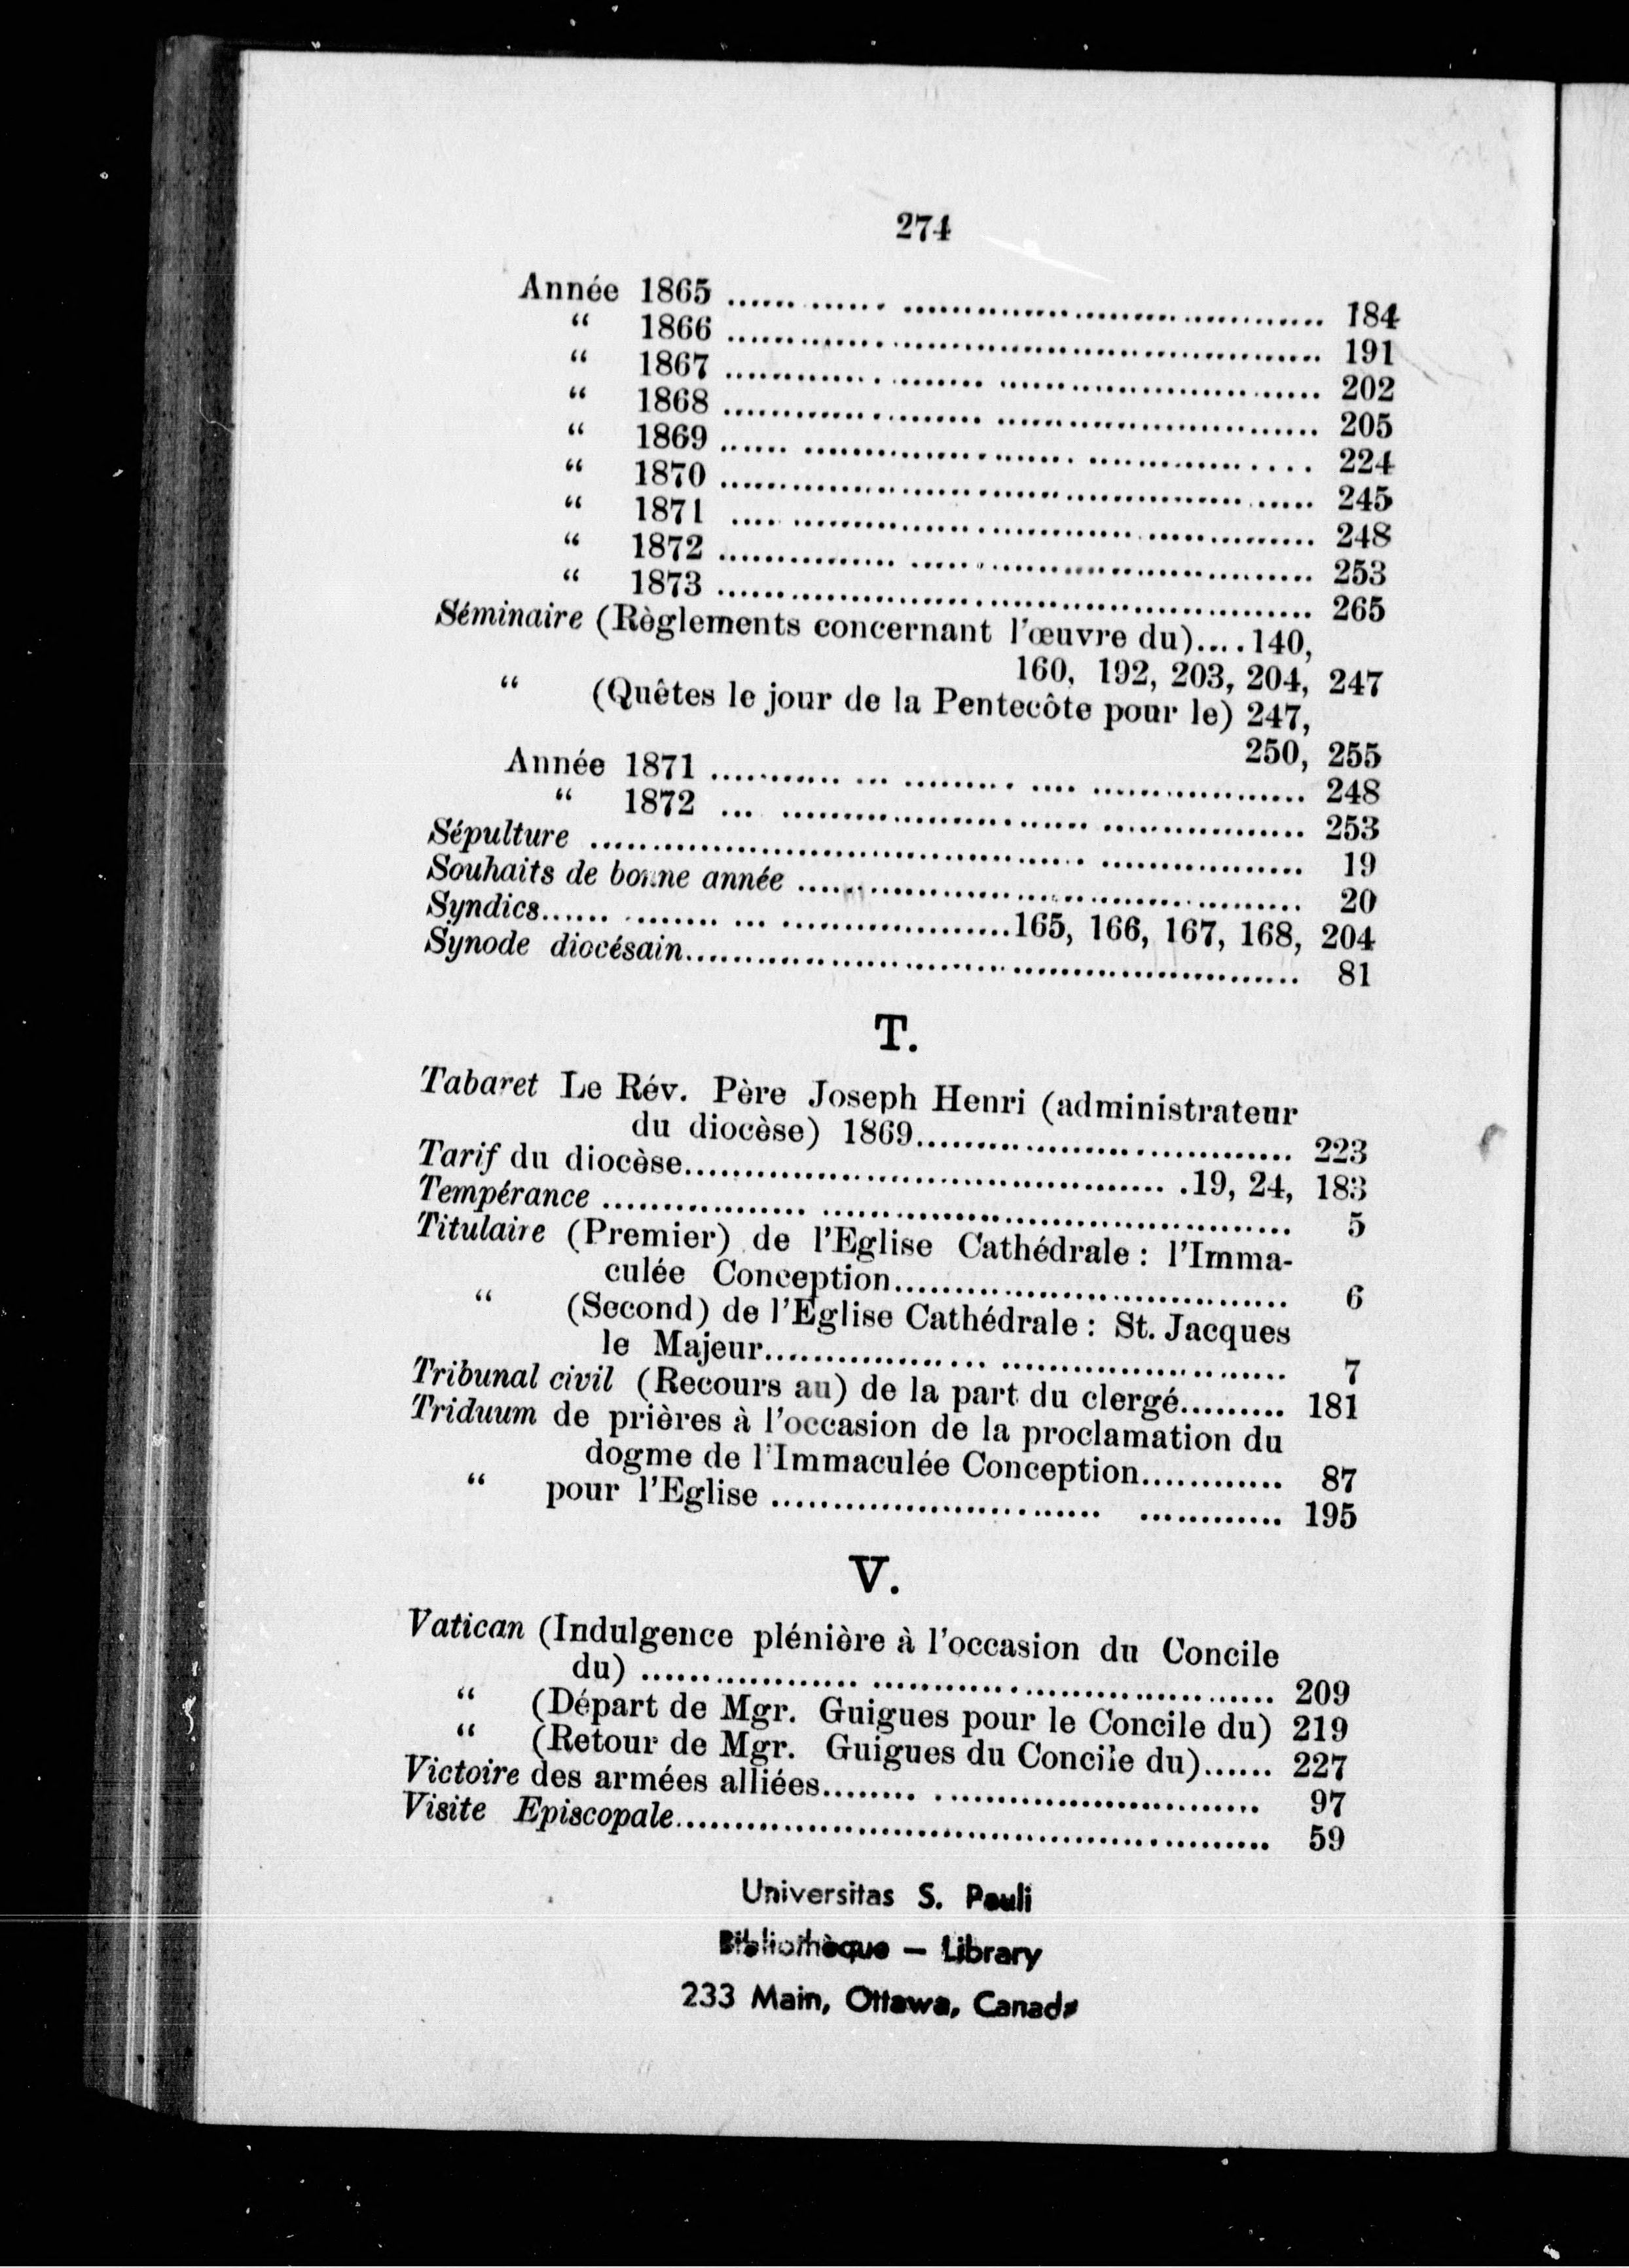 274
Année 1865 ........................................ 184
“ 1866 ........................................ 191
“ 1867 ........................................ 202
“ 1868 ........................................ 205
“ 1869 ........................................ 224
“ 1870 ........................................ 245
“ 1871 ........................................ 248
“ 1872 ........................................ 253
“ 1873 ........................................ 265
Séminaire (Règlements concernant l'œuvre du)....140,
160, 192, 203, 204, 247
“ (Quêtes le jour de la Pentecôte pour le) 247,
250, 255
Année 1871 ........................................ 248
“ 1872 ........................................ 253
Sépulture ........................................ 19
Souhaits de bonne année ........................................ 20
Syndics........................................165, 166, 167, 168, 204
Synode diocésain........................................ 81
T.
Tabaret Le Rév. Père Joseph Henri (administrateur
du diocèse) 1869.............................. 223
Tarif du diocèse........................................19, 24, 183
Tempérance ........................................ 5
Titulaire (Premier) de l'Eglise Cathédrale : l'Imma-
culée Conception.............................. 6
“ (Second) de l'Eglise Cathédrale : St. Jacques
le Majeur........................................ 7
Tribunal civil (Recours au) de la part du clergé......... 181
Triduum de prières à l'occasion de la proclamation du
dogme de l'Immaculée Conception............ 87
“ pour l'Eglise ........................................ 195
V.
Vatican (Indulgence plénière à l'occasion du Concile
du) ........................................ 209
“ (Départ de Mgr. Guigues pour le Concile du) 219
“ (Retour de Mgr. Guigues du Concile du)...... 227
Victoire des armées alliées.............................. 97
Visite Episcopale........................................ 59
Universitas S. Pauli
Bibliothèque — Library
233 Main, Ottawa, Canada